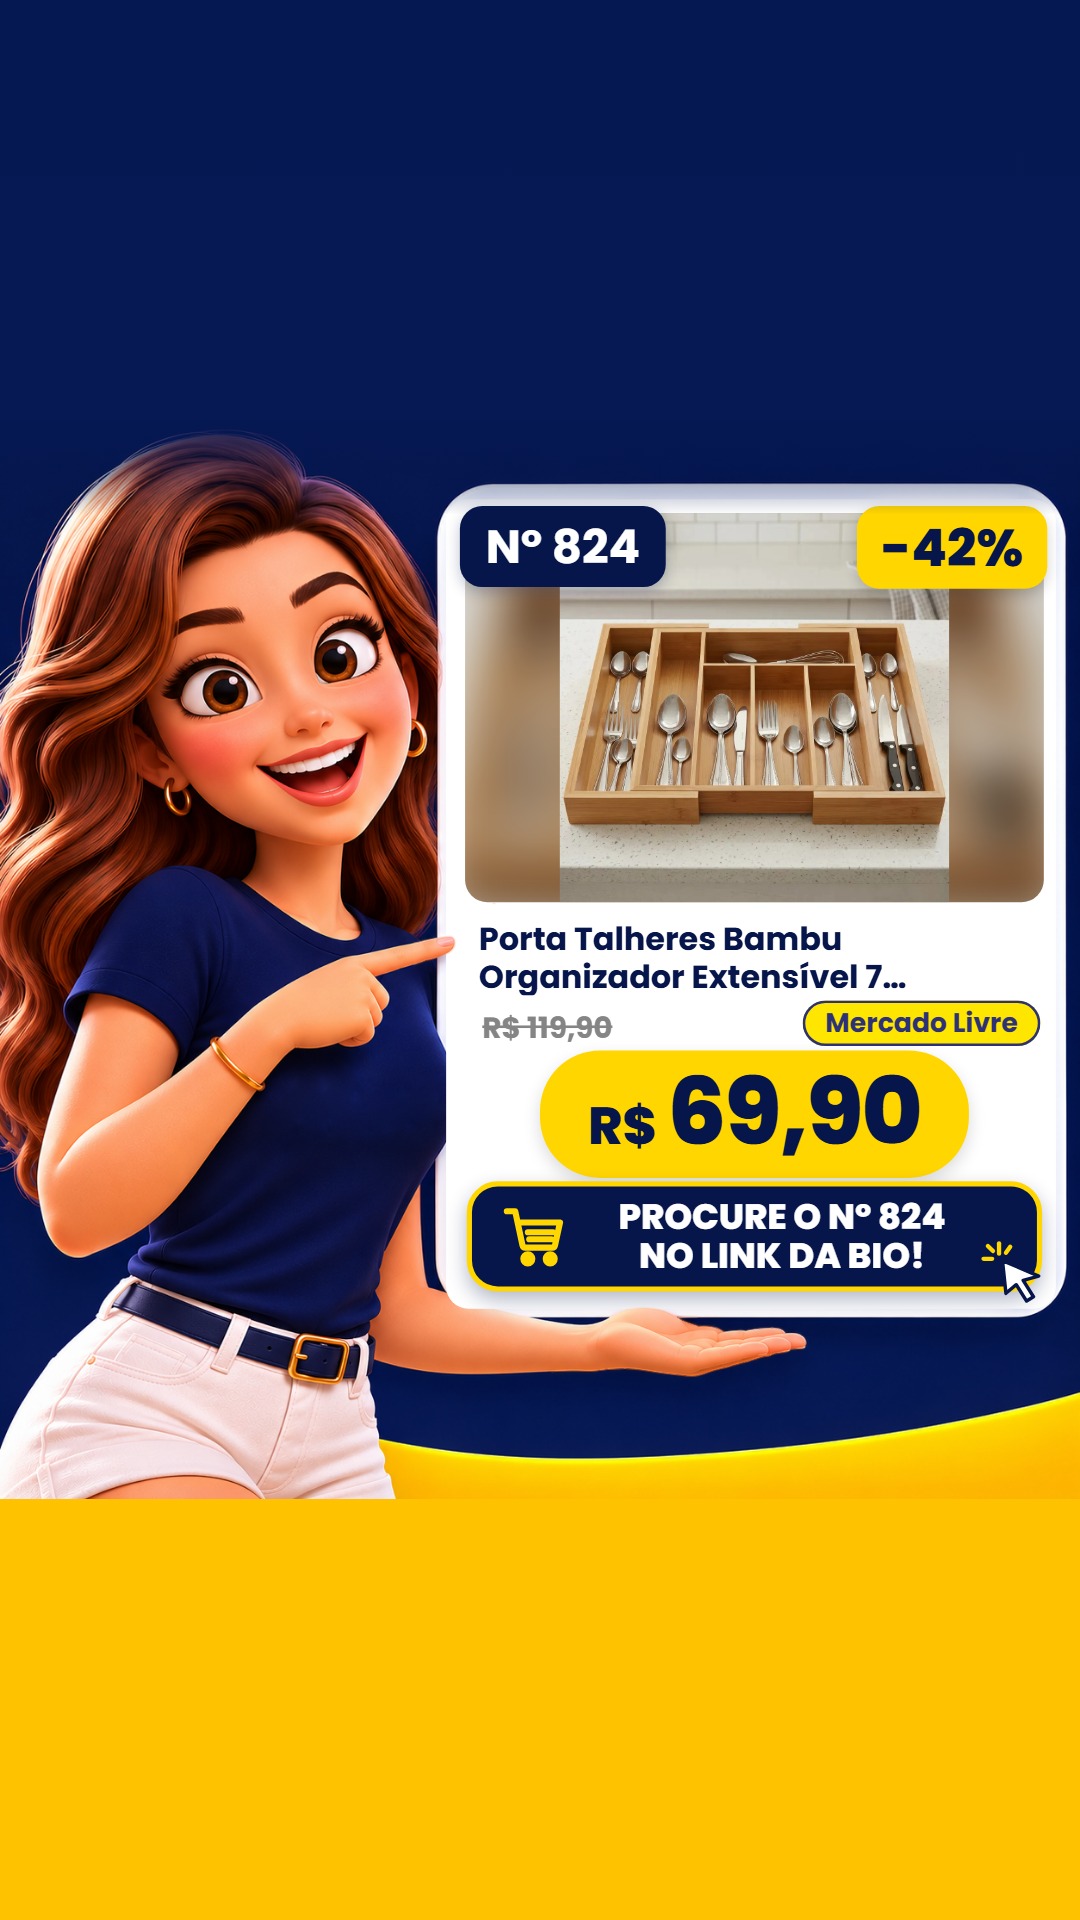 Nº 824
-42%
Porta Talheres Bambu
Organizador Extensível 7...
R$ 119,90
Mercado Livre
R$ 69,90
PROCURE O Nº 824
NO LINK DA BIO!